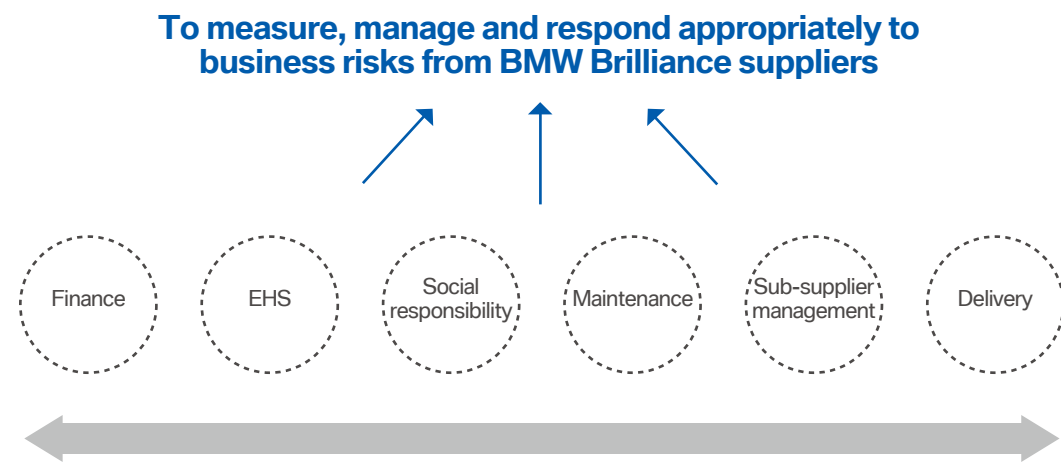 To measure, manage and respond appropriately to
business risks from BMW Brilliance suppliers
Finance
EHS
Social
responsibility
Maintenance
Sub-supplier
management
Delivery